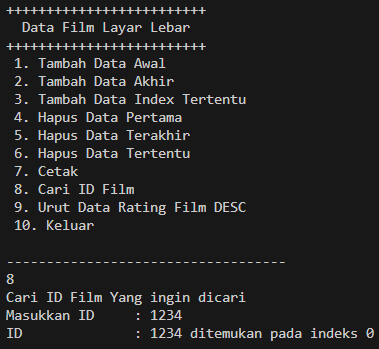 +++++++++++++++++++++++++
Data Film Layar Lebar
+++++++++++++++++++++++++
1. Tambah Data Awal
2. Tambah Data Akhir
3. Tambah Data Index Tertentu
4. Hapus Data Pertama
5. Hapus Data Terakhir
6. Hapus Data Tertentu
7. Cetak
8. Cari ID Film
9. Urut Data Rating Film DESC
10. Keluar
-----------------------------------
8
Cari ID Film Yang ingin dicari
Masukkan ID     : 1234
ID              : 1234 ditemukan pada indeks 0